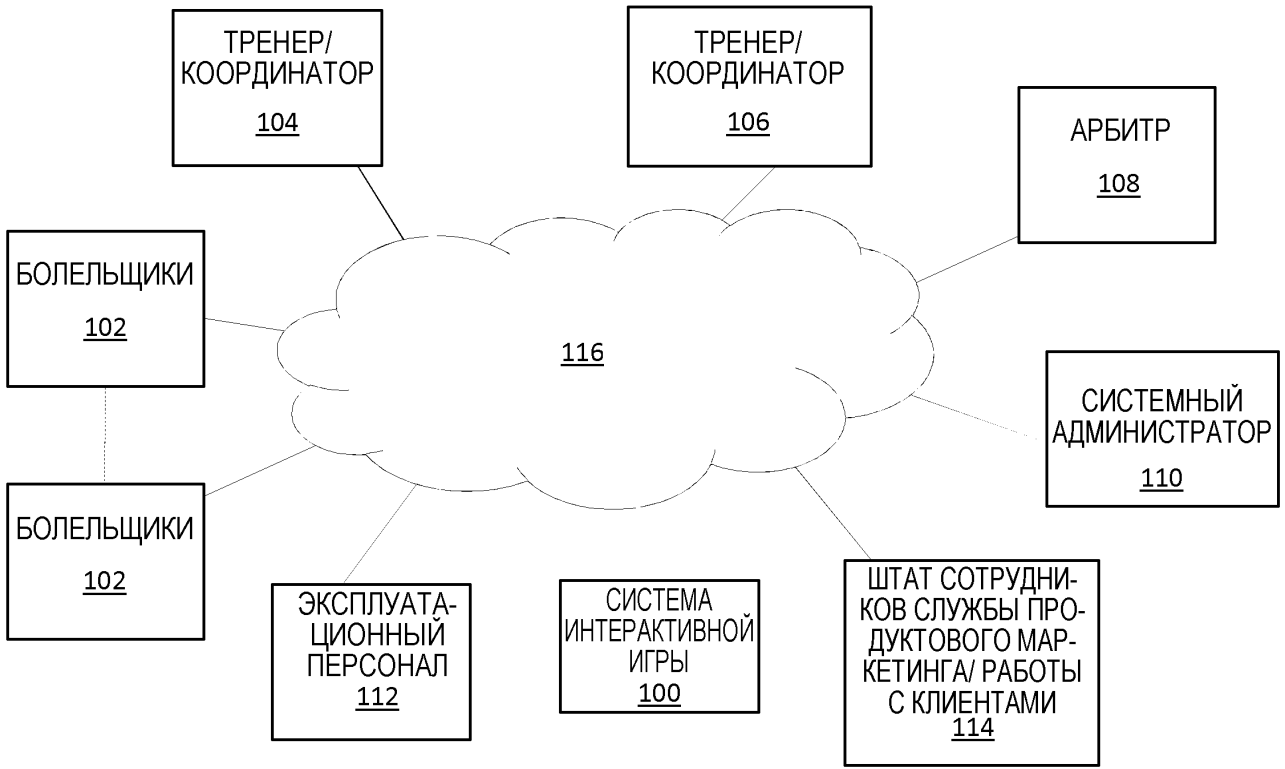 ТРЕНЕР/
КООРДИНАТОР
104
ТРЕНЕР/
КООРДИНАТОР
106
АРБИТР
108
БОЛЕЛЬЩИКИ
102
116
СИСТЕМНЫЙ
АДМИНИСТРАТОР
110
БОЛЕЛЬЩИКИ
102
ЭКСПЛУАТА-
ЦИОННЫЙ
ПЕРСОНАЛ
112
СИСТЕМА
ИНТЕРАКТИВНОЙ
ИГРЫ
100
ШТАТ СОТРУДНИ-
КОВ СЛУЖБЫ ПРО-
ДУКТОВОГО МАР-
КЕТИНГА/ РАБОТЫ
С КЛИЕНТАМИ
114